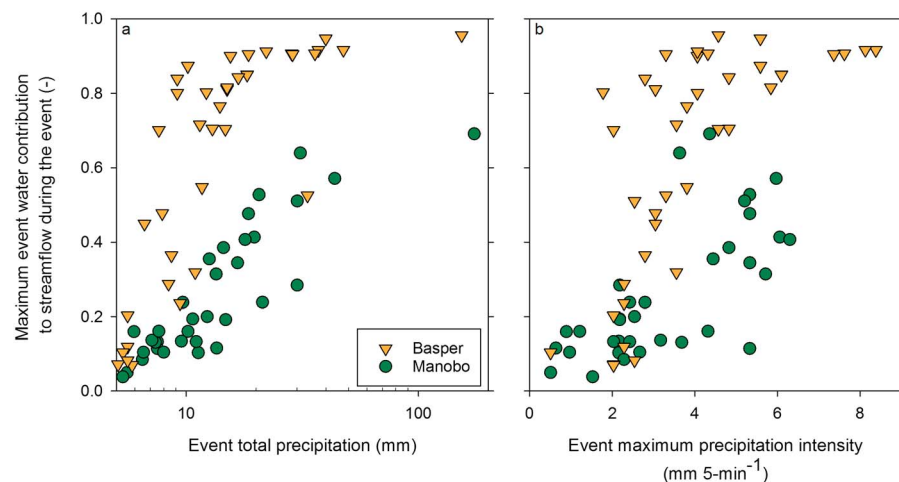 Maximum event water contribution
to streamflow during the event (-)
1.0
0.8
0.6
0.4
0.2
0.0
a
Basper
Manobo
10
100
Event total precipitation (mm)
b
0
2
4
6
8
Event maximum precipitation intensity
(mm 5-min⁻¹)